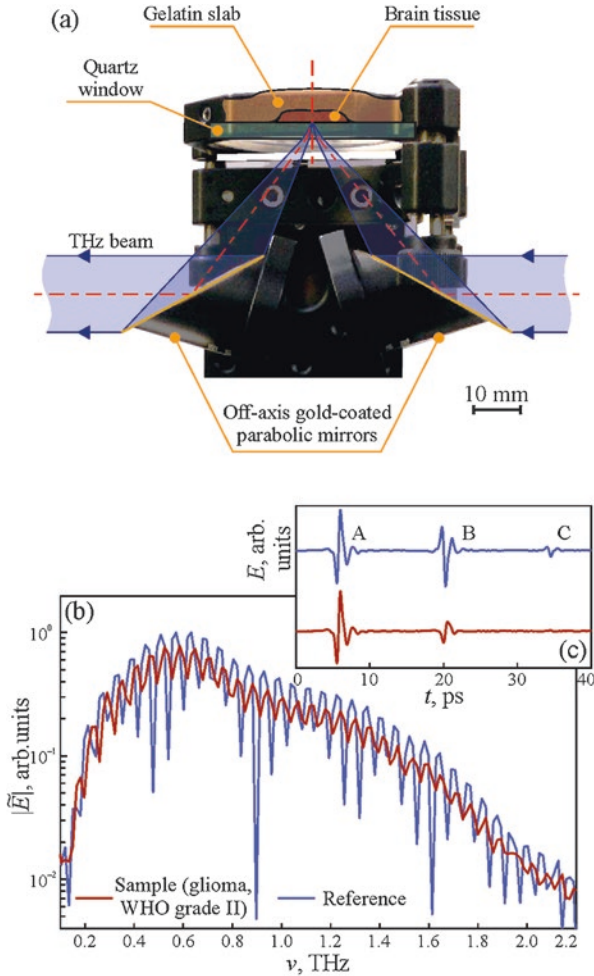 (a)
Gelatin slab
Brain tissue
Quartz
window
THz beam
10 mm
Off-axis gold-coated
parabolic mirrors
E, arb.
units
A
B
C
(c)
0
10
20
30
40
t, ps
(b)
|Ẽ|, arb.units
10⁰
10⁻¹
10⁻²
Sample (glioma,
WHO grade II)
Reference
0.2 0.4 0.6 0.8 1.0 1.2 1.4 1.6 1.8 2.0 2.2
ν, THz